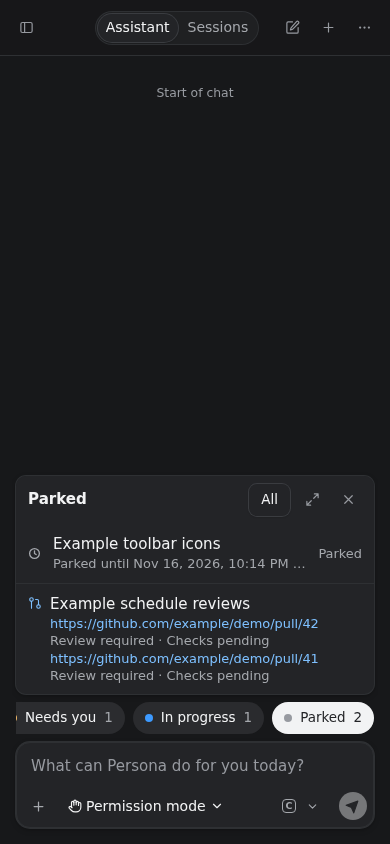 Assistant
Sessions
Start of chat
Parked
All
Example toolbar icons
Parked until Nov 16, 2026, 10:14 PM ...
Parked
Example schedule reviews
https://github.com/example/demo/pull/42
Review required · Checks pending
https://github.com/example/demo/pull/41
Review required · Checks pending
Needs you 1
In progress 1
Parked 2
What can Persona do for you today?
Permission mode
C